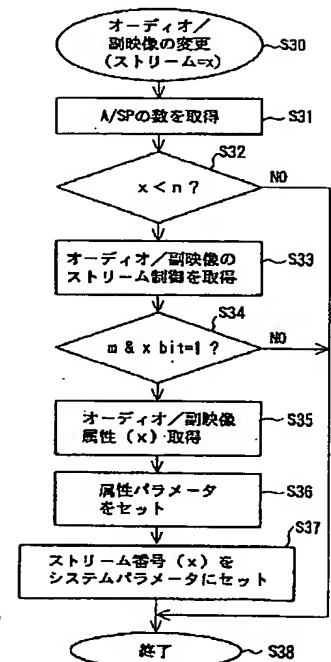 オーディオ／
副映像の変更
(ストリーム=x)
S30
A/SPの数を取得
S31
S32
x < n ?
NO
オーディオ／副映像の
ストリーム制御を取得
S33
S34
m & x bit=1 ?
NO
オーディオ／副映像
属性（x）取得
S35
属性パラメータ
をセット
S36
S37
ストリーム番号（x）を
システムパラメータにセット
終了
S38